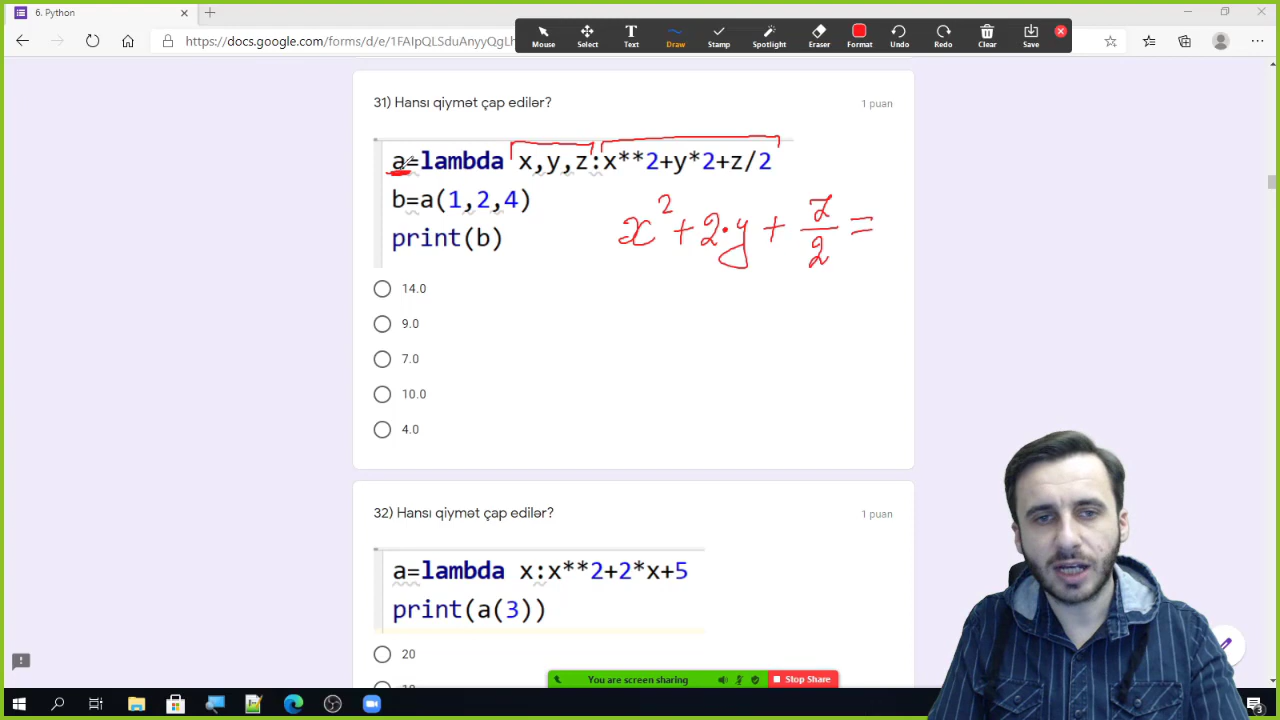 6. Python
https://docs.google.com/forms/d/e/1FAIpQLSduAnyyQgLh
Mouse Select Text Draw Stamp Spotlight Eraser Format Undo Redo Clear Save
31) Hansı qiymət çap edilər?
1 puan
a=lambda x,y,z:x**2+y*2+z/2
b=a(1,2,4)
print(b)
x² + 2·y + z/2 =
14.0
9.0
7.0
10.0
4.0
32) Hansı qiymət çap edilər?
1 puan
a=lambda x:x**2+2*x+5
print(a(3))
20
You are screen sharing
Stop Share
3